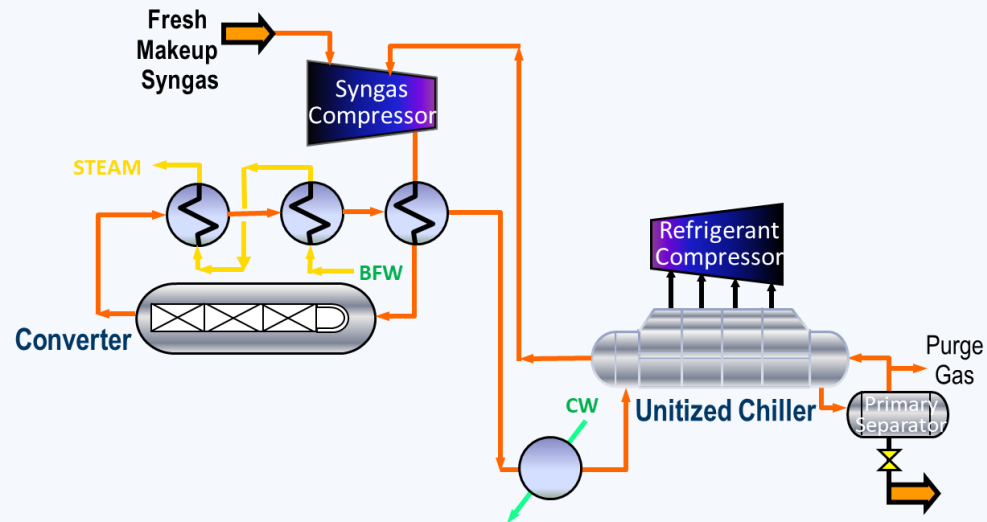 Fresh
Makeup
Syngas
Syngas
Compressor
STEAM
BFW
Converter
Refrigerant
Compressor
Purge
Gas
Unitized Chiller
Primary
Separator
CW